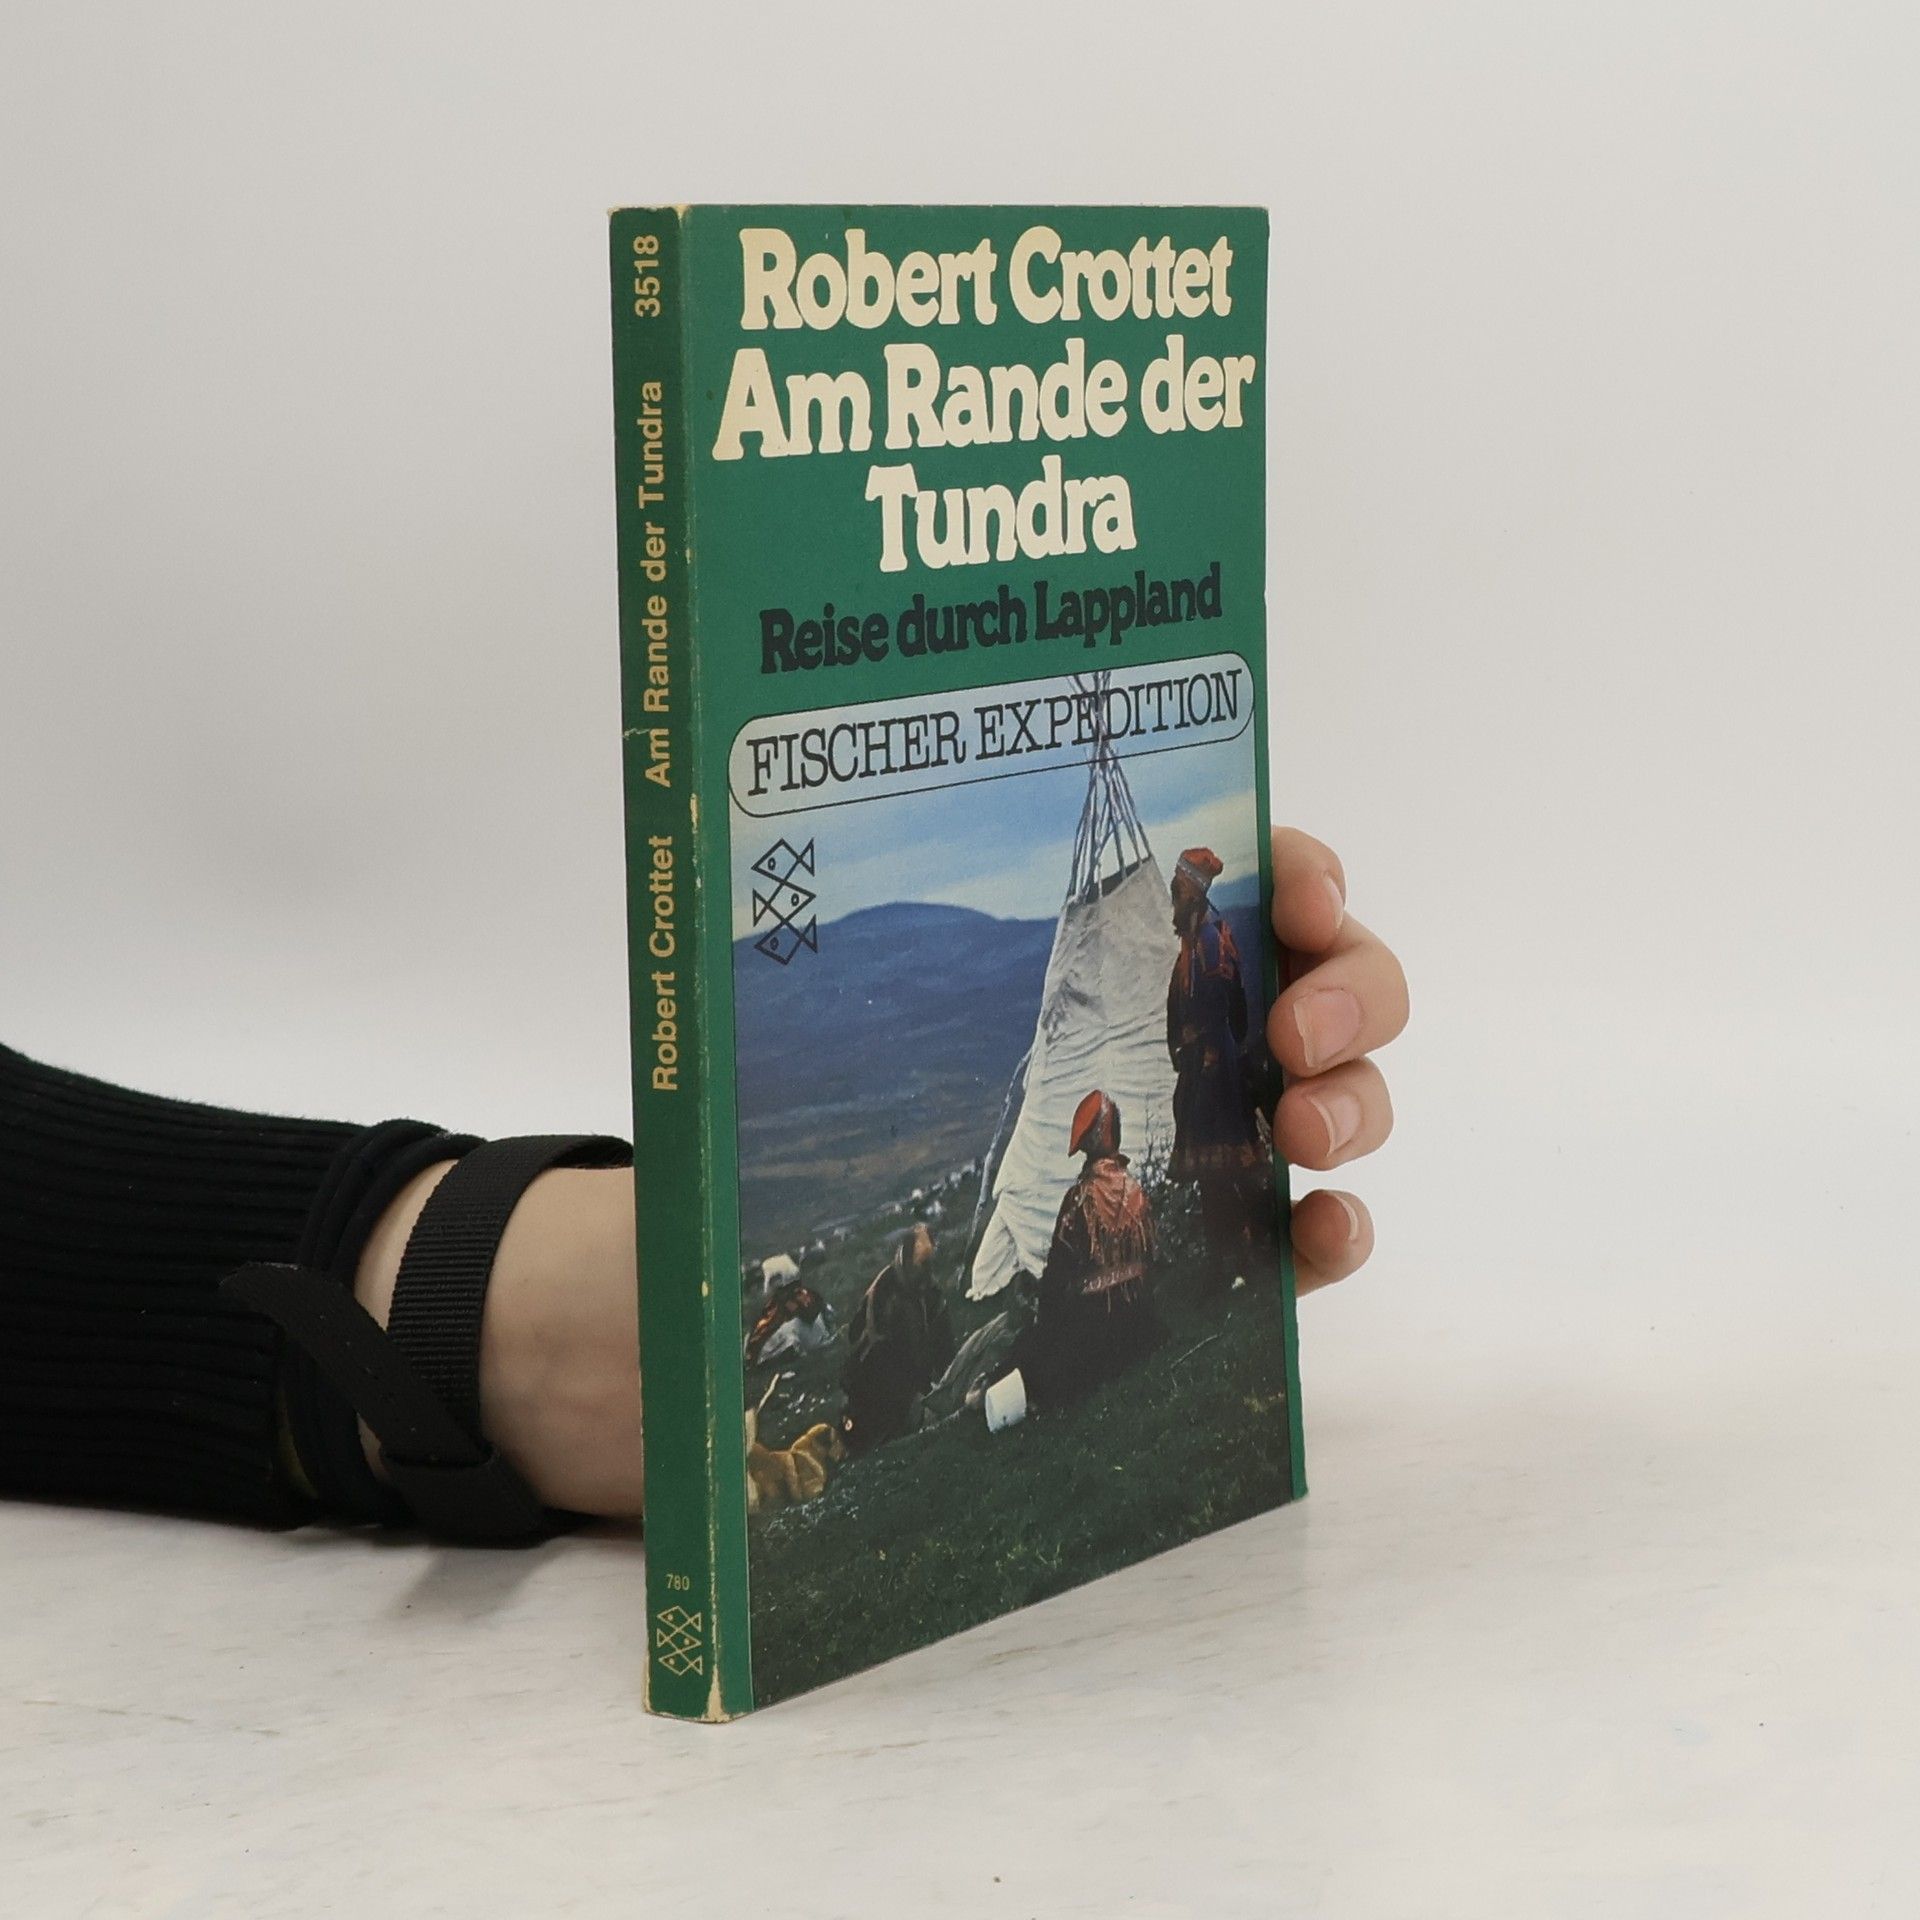 Robert Crottet
Am Rande der
Tundra
Reise durch Lappland
FISCHER EXPEDITION
Robert Crottet Am Rande der Tundra 3518
780